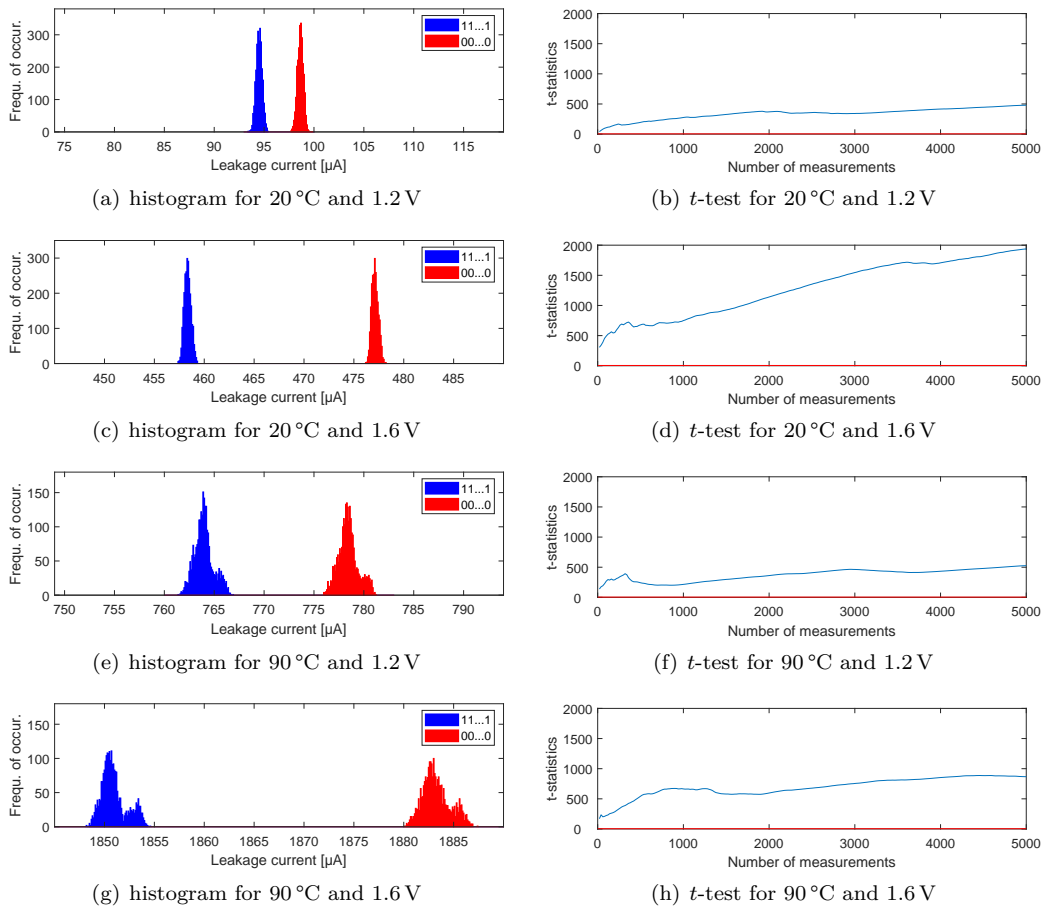 Frequ. of occur.
300
200
100
0
11...1
00...0
75 80 85 90 95 100 105 110 115
Leakage current [µA]
(a) histogram for 20 °C and 1.2 V
t-statistics
2000
1500
1000
500
0
0 1000 2000 3000 4000 5000
Number of measurements
(b) t-test for 20 °C and 1.2 V
Frequ. of occur.
300
200
100
0
11...1
00...0
450 455 460 465 470 475 480 485
Leakage current [µA]
(c) histogram for 20 °C and 1.6 V
t-statistics
2000
1500
1000
500
0
0 1000 2000 3000 4000 5000
Number of measurements
(d) t-test for 20 °C and 1.6 V
Frequ. of occur.
150
100
50
0
11...1
00...0
750 755 760 765 770 775 780 785 790
Leakage current [µA]
(e) histogram for 90 °C and 1.2 V
t-statistics
2000
1500
1000
500
0
0 1000 2000 3000 4000 5000
Number of measurements
(f) t-test for 90 °C and 1.2 V
Frequ. of occur.
150
100
50
0
11...1
00...0
1850 1855 1860 1865 1870 1875 1880 1885
Leakage current [µA]
(g) histogram for 90 °C and 1.6 V
t-statistics
2000
1500
1000
500
0
0 1000 2000 3000 4000 5000
Number of measurements
(h) t-test for 90 °C and 1.6 V